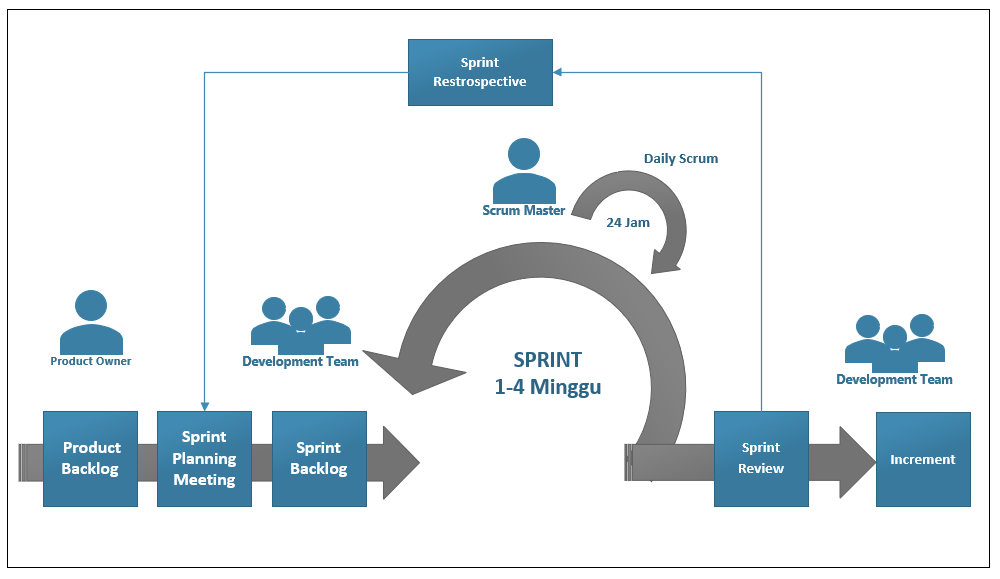 Sprint
Restrospective
Daily Scrum
Scrum Master
24 Jam
Product Owner
Development Team
SPRINT
1-4 Minggu
Development Team
Product
Backlog
Sprint
Planning
Meeting
Sprint
Backlog
Sprint
Review
Increment